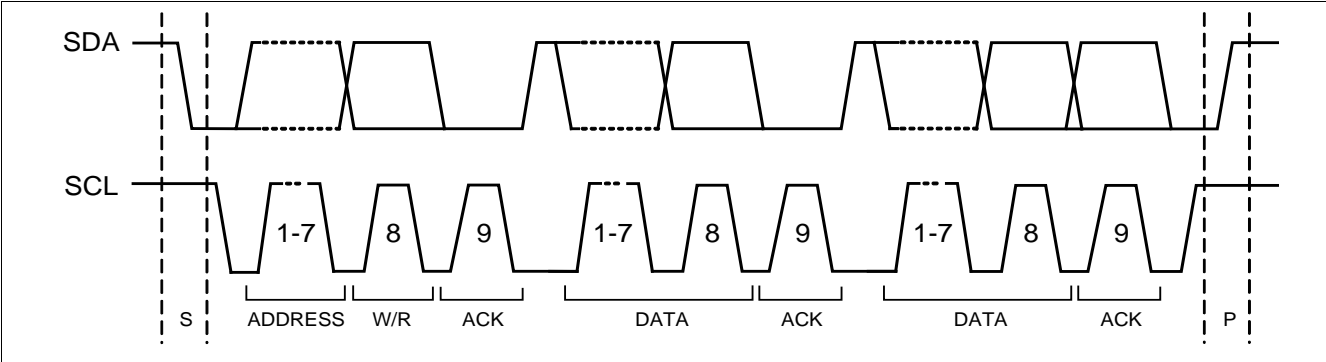 SDA
SCL
1-7 8 9 1-7 8 9 1-7 8 9
S ADDRESS W/R ACK DATA ACK DATA ACK P